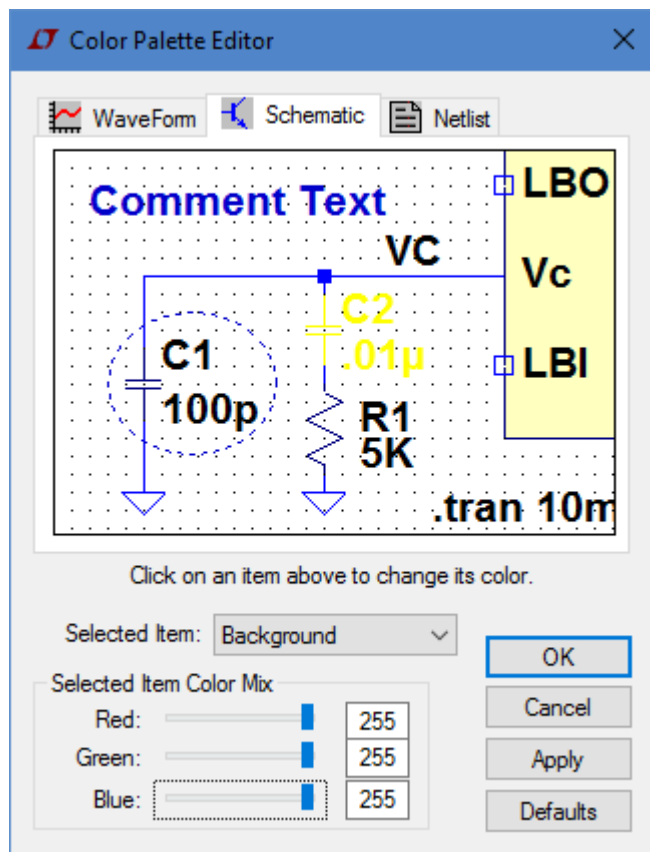 Color Palette Editor
WaveForm Schematic Netlist
Comment Text
LBO
VC
Vc
C2
.01µ
C1
100p
LBI
R1
5K
.tran 10m
Click on an item above to change its color.
Selected Item: Background
OK
Selected Item Color Mix
Cancel
Red: 255
Green: 255
Apply
Blue: 255
Defaults